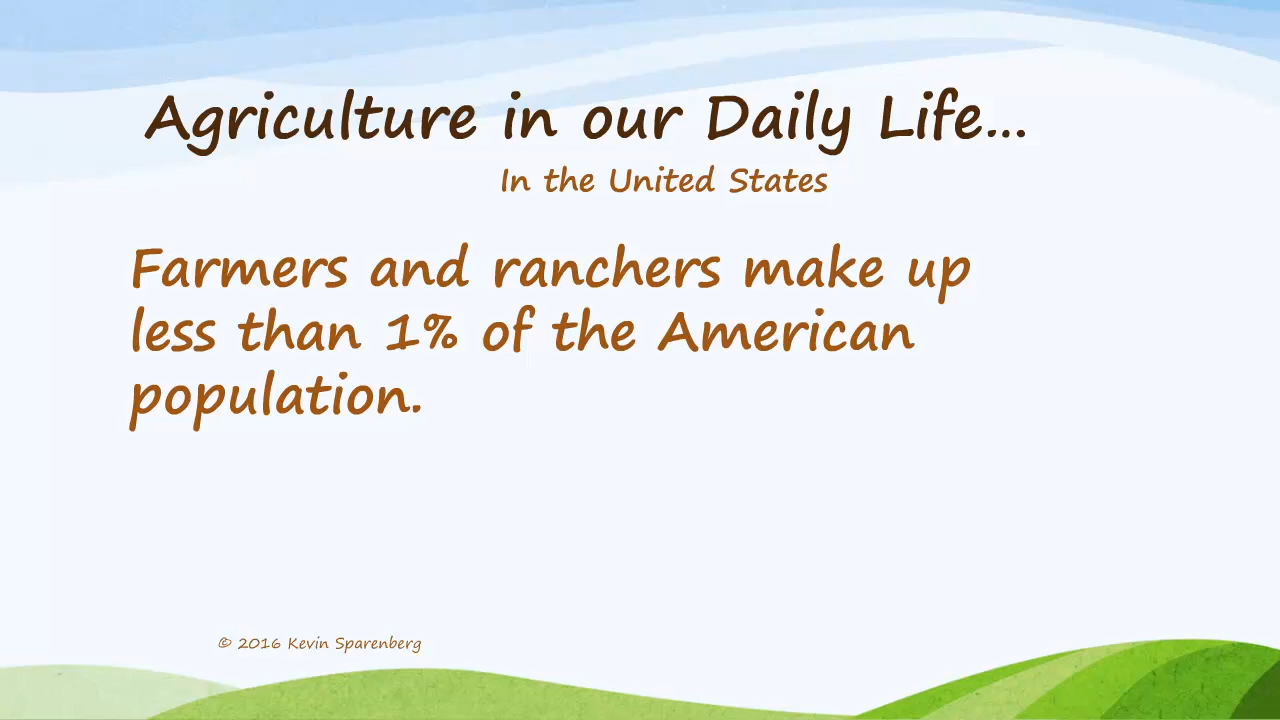 Agriculture in our Daily Life...
In the United States
Farmers and ranchers make up
less than 1% of the American
population.
© 2016 Kevin Sparenberg